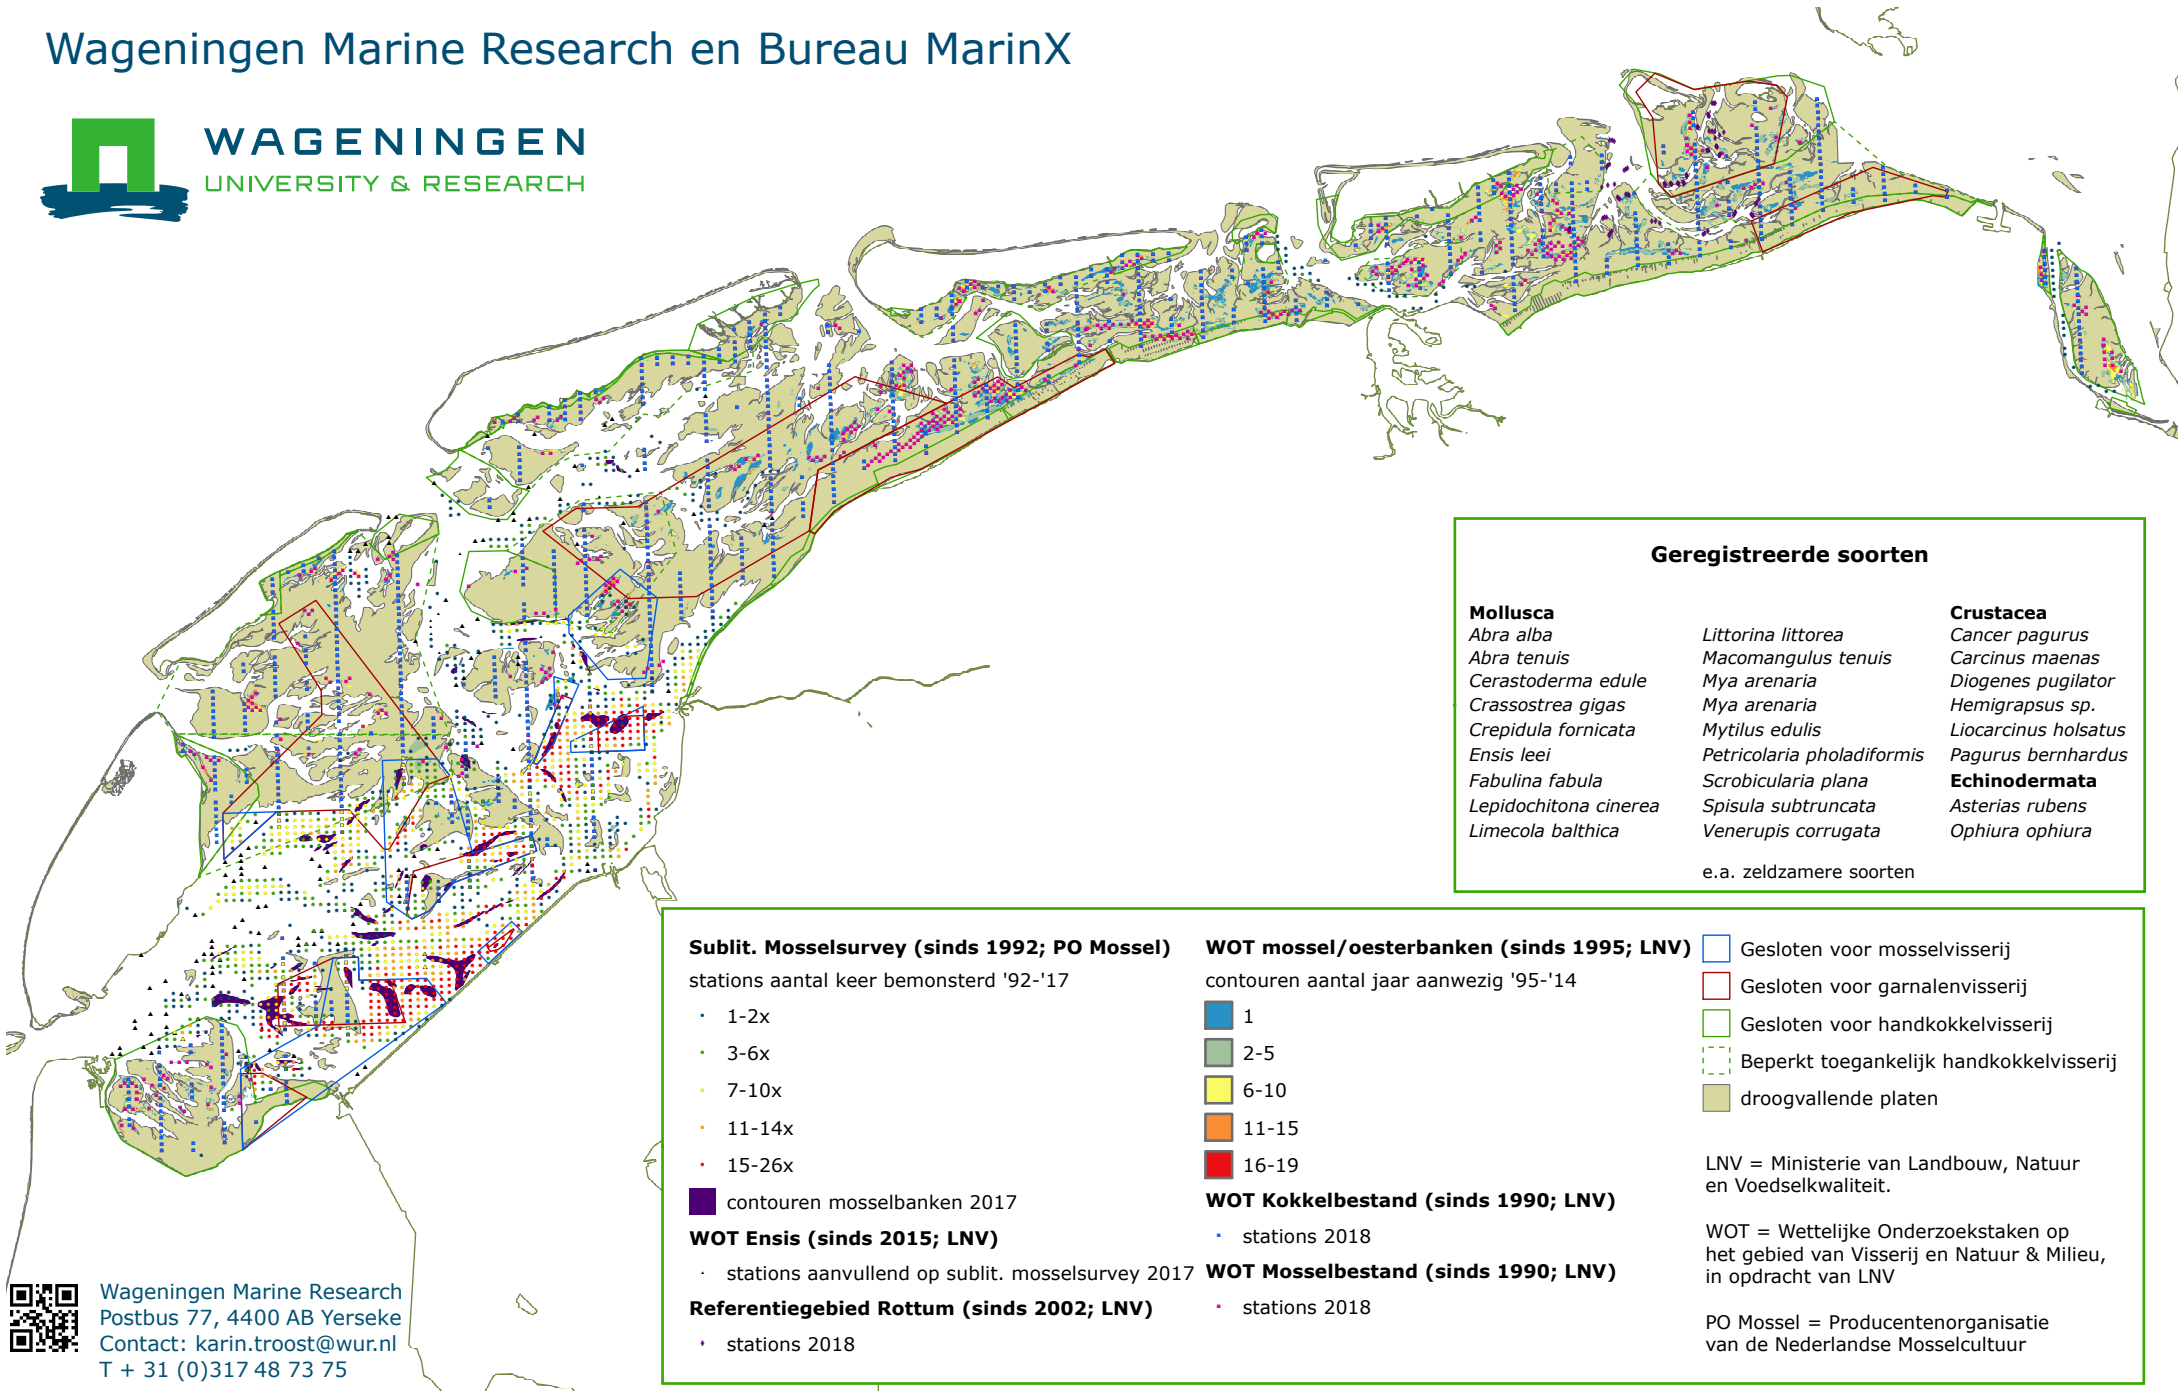 Wageningen Marine Research en Bureau MarinX
WAGENINGEN
UNIVERSITY & RESEARCH
Geregistreerde soorten
Mollusca
Abra alba
Abra tenuis
Cerastoderma edule
Crassostrea gigas
Crepidula fornicata
Ensis leei
Fabulina fabula
Lepidochitona cinerea
Limecola balthica
Littorina littorea
Macomangulus tenuis
Mya arenaria
Mya arenaria
Mytilus edulis
Petricolaria pholadiformis
Scrobicularia plana
Spisula subtruncata
Venerupis corrugata
e.a. zeldzamere soorten
Crustacea
Cancer pagurus
Carcinus maenas
Diogenes pugilator
Hemigrapsus sp.
Liocarcinus holsatus
Pagurus bernhardus
Echinodermata
Asterias rubens
Ophiura ophiura
Sublit. Mosselsurvey (sinds 1992; PO Mossel)
stations aantal keer bemonsterd '92-'17
1-2x
3-6x
7-10x
11-14x
15-26x
contouren mosselbanken 2017
WOT Ensis (sinds 2015; LNV)
stations aanvullend op sublit. mosselsurvey 2017
Referentiegebied Rottum (sinds 2002; LNV)
stations 2018
WOT mossel/oesterbanken (sinds 1995; LNV)
contouren aantal jaar aanwezig '95-'14
1
2-5
6-10
11-15
16-19
WOT Kokkelbestand (sinds 1990; LNV)
stations 2018
WOT Mosselbestand (sinds 1990; LNV)
stations 2018
Gesloten voor mosselvisserij
Gesloten voor garnalenvisserij
Gesloten voor handkokkelvisserij
Beperkt toegankelijk handkokkelvisserij
droogvallende platen
LNV = Ministerie van Landbouw, Natuur
en Voedselkwaliteit.
WOT = Wettelijke Onderzoekstaken op
het gebied van Visserij en Natuur & Milieu,
in opdracht van LNV
PO Mossel = Producentenorganisatie
van de Nederlandse Mosselcultuur
Wageningen Marine Research
Postbus 77, 4400 AB Yerseke
Contact: karin.troost@wur.nl
T + 31 (0)317 48 73 75